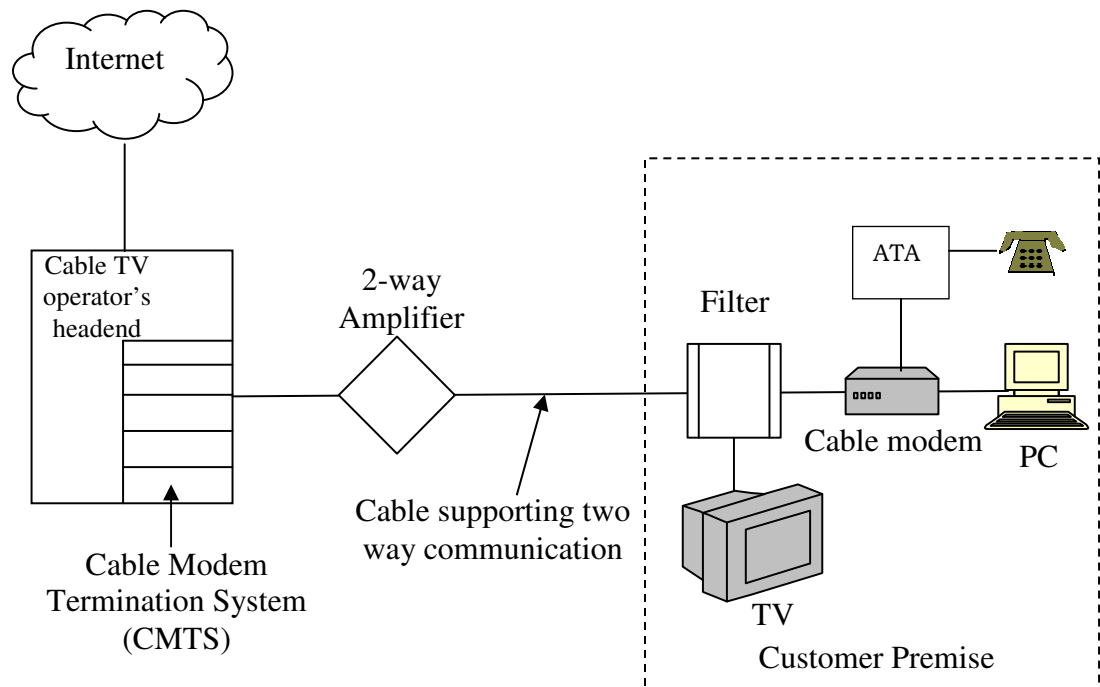 Internet
Cable TV
operator's
headend
2-way
Amplifier
Filter
ATA
Cable modem
PC
Cable supporting two
way communication
Cable Modem
Termination System
(CMTS)
TV
Customer Premise